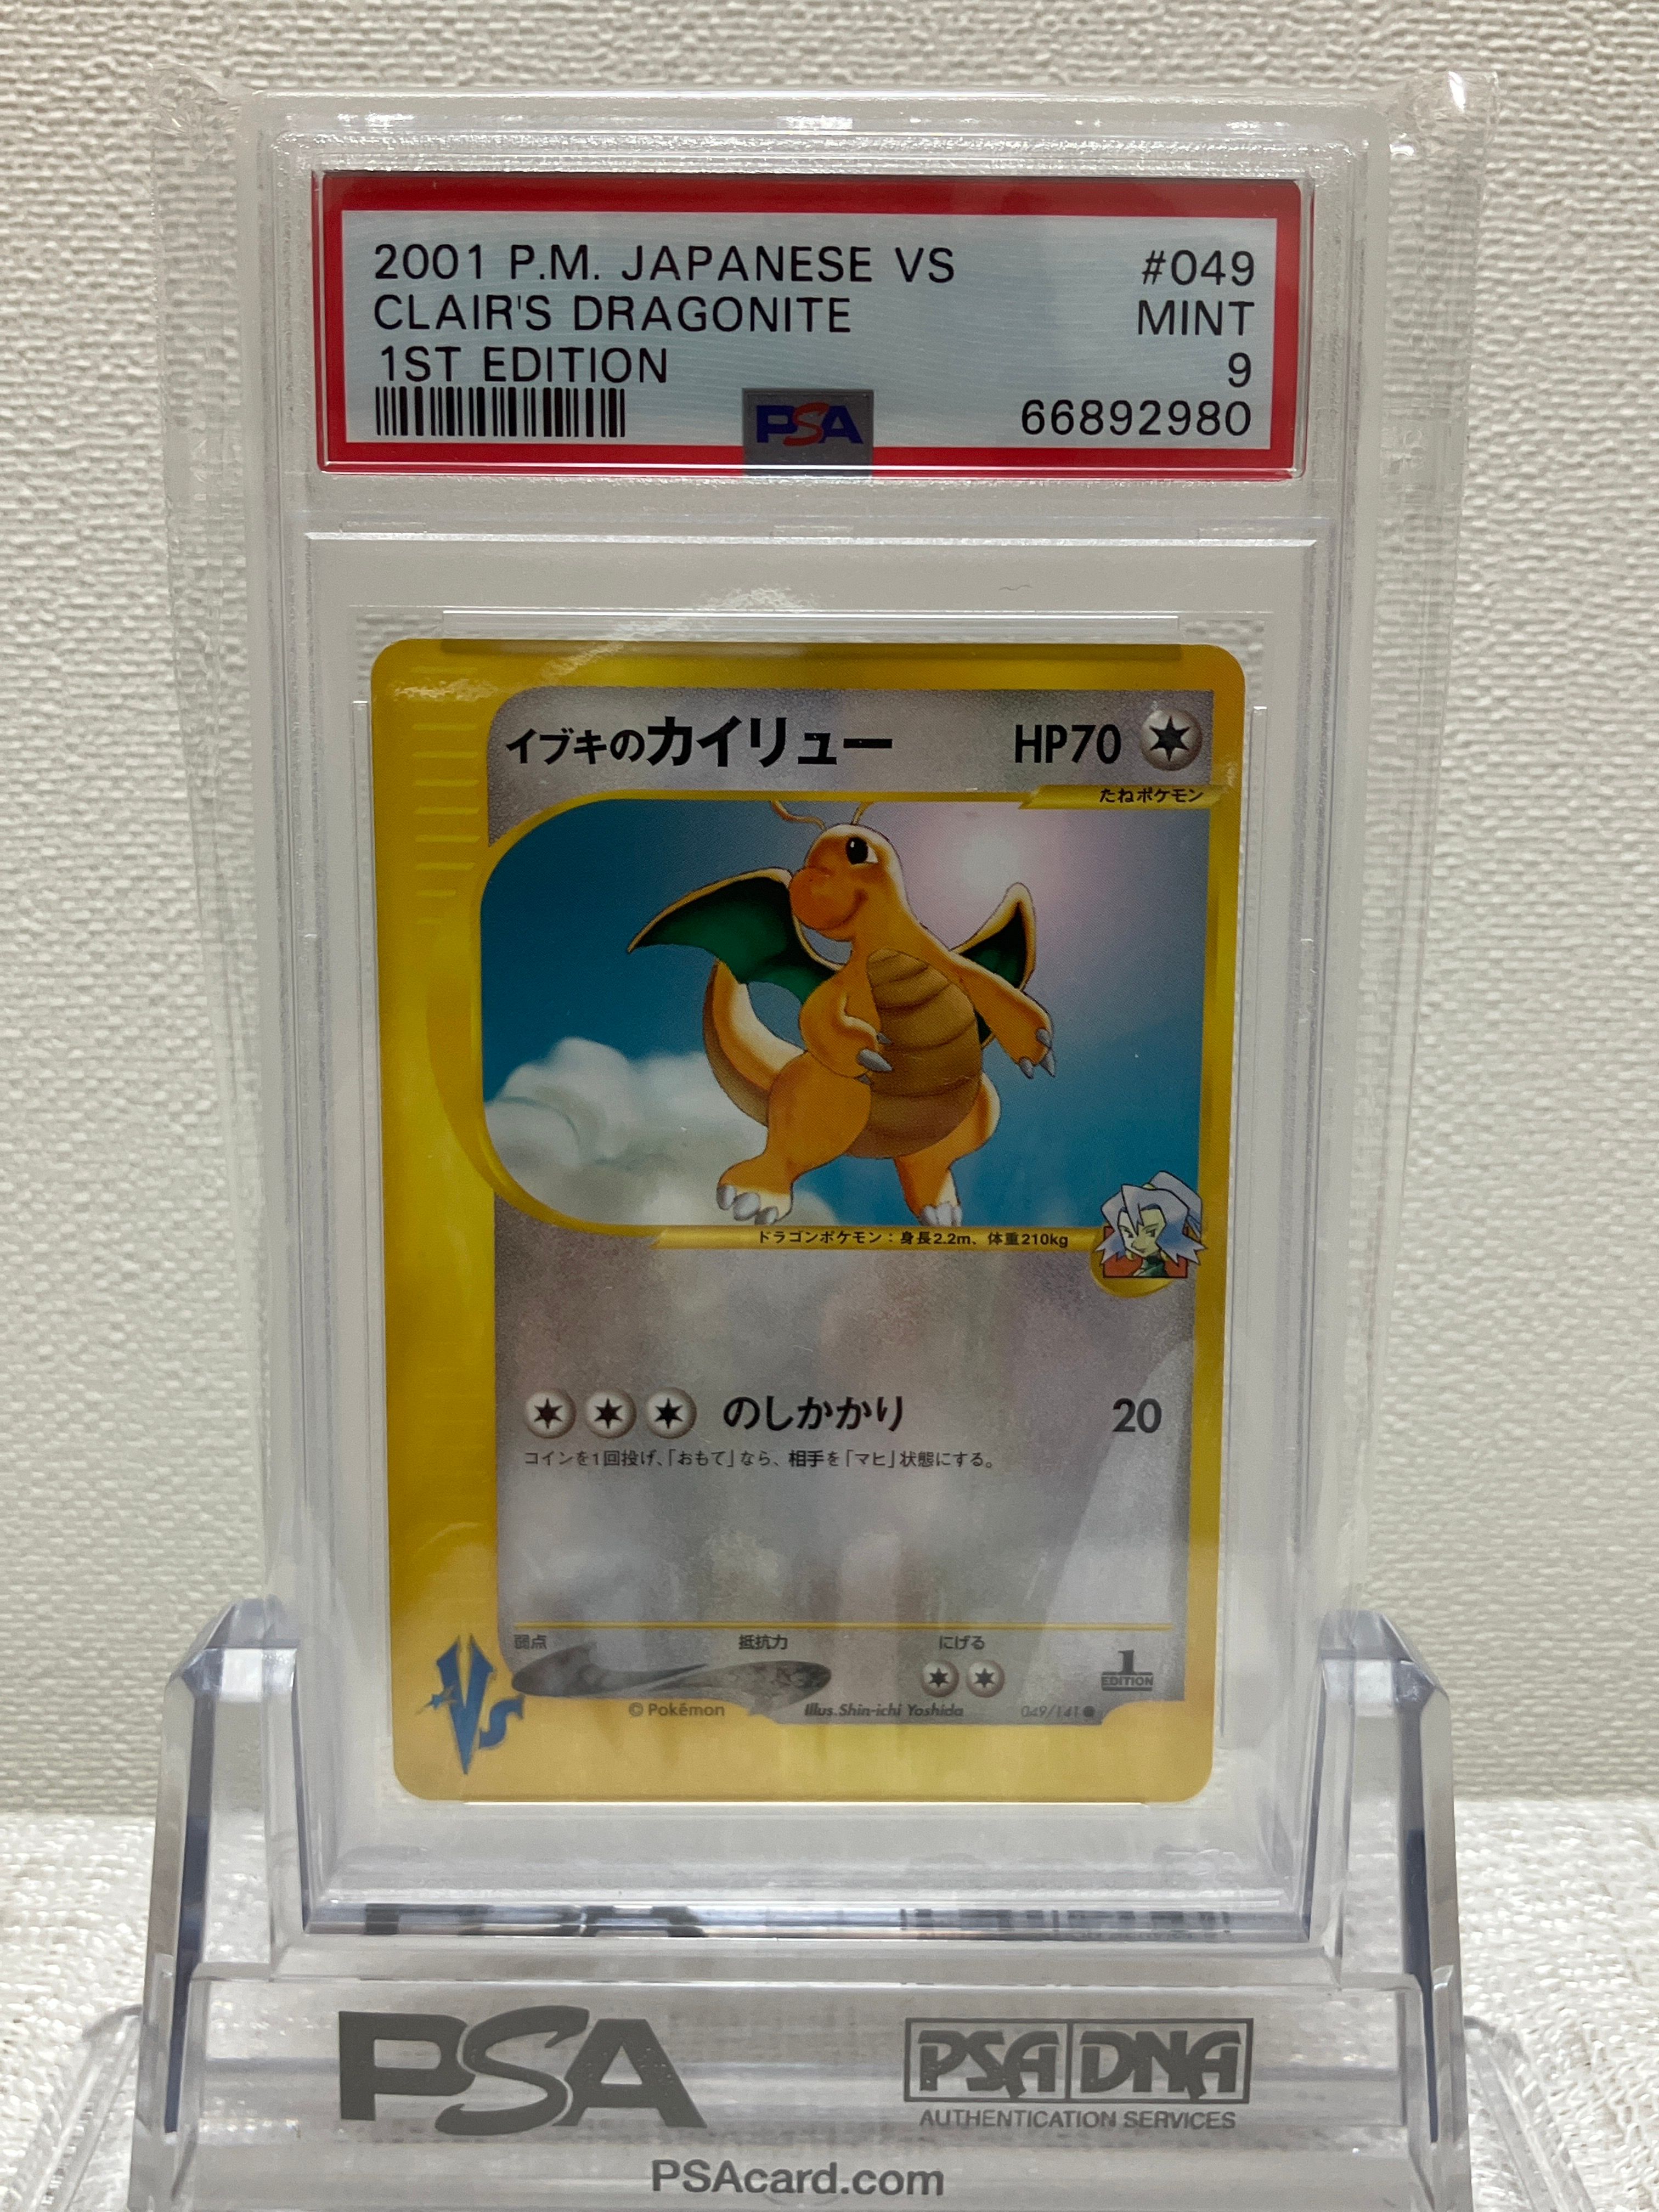 2001 P.M. JAPANESE VS #049
CLAIR'S DRAGONITE MINT
1ST EDITION 9
PSA 66892980
イブキのカイリュー HP70
たねポケモン
ドラゴンポケモン：身長2.2m、体重210kg
のしかかり 20
コインを1回投げ、「おもて」なら、相手を「マヒ」状態にする。
弱点 抵抗力 にげる
1 EDITION
VS
© Pokémon Illus. Shin-ichi Yoshida 049/141 ●
PSA PSA DNA
AUTHENTICATION SERVICES
PSAcard.com